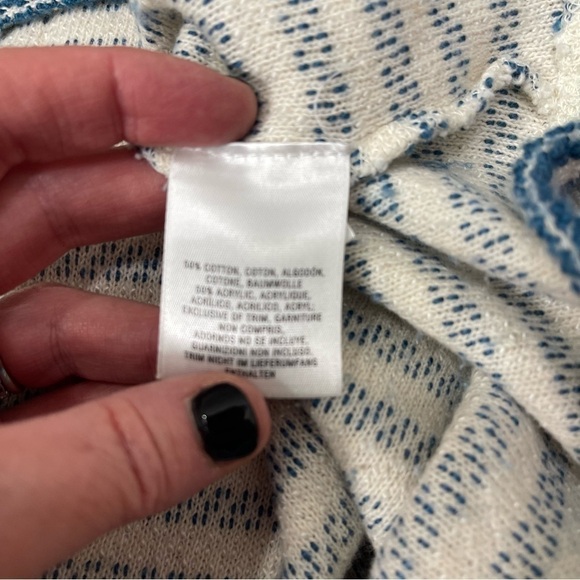 50% COTTON, COTON, ALGODÓN,
COTONE, BAUMWOLLE
50% ACRYLIC, ACRYLIQUE,
ACRÍLICO, ACRILICO, ACRYL;
EXCLUSIVE OF TRIM, GARNITURE
NON COMPRIS,
ADORNOS NO SE INCLUYE,
GUARNIZIONI NON INCLUSO,
TRIM NICHT IM LIEFERUMFANG
ENTHALTEN